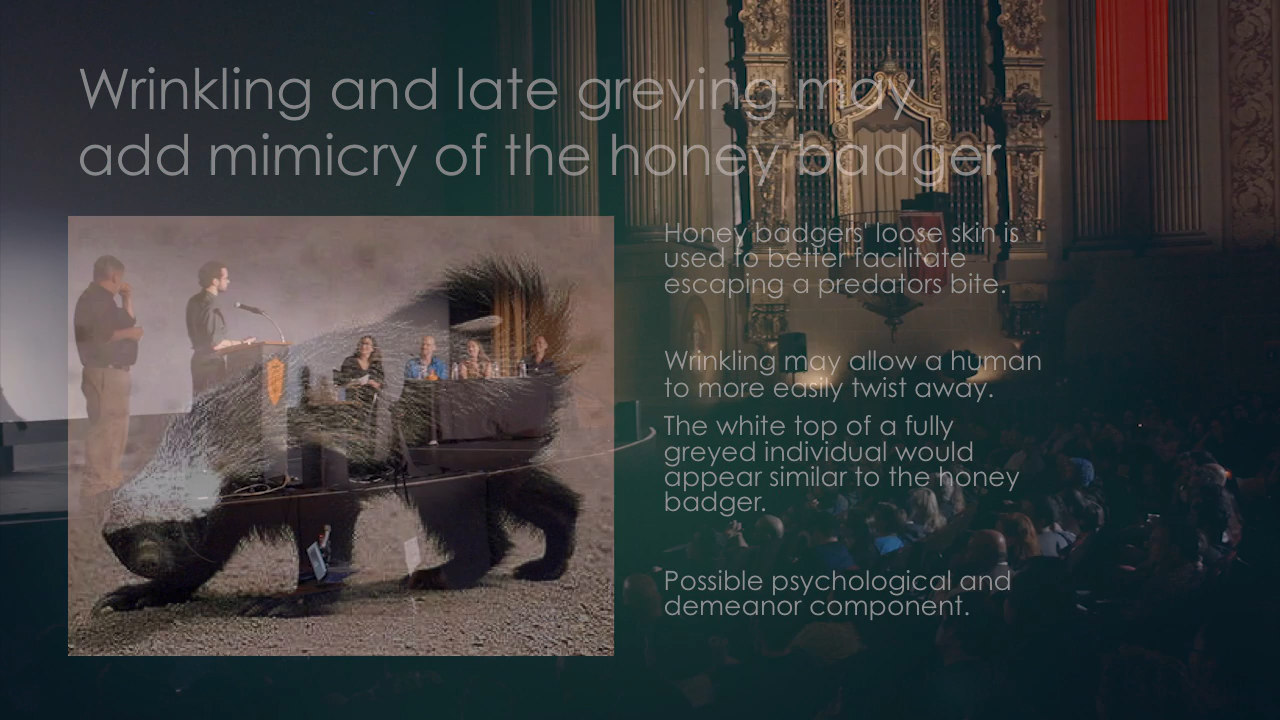 Wrinkling and late greying may
add mimicry of the honey badger
Honey badgers' loose skin is
used to better facilitate
escaping a predators bite.
Wrinkling may allow a human
to more easily twist away.
The white top of a fully
greyed individual would
appear similar to the honey
badger.
Possible psychological and
demeanor component.